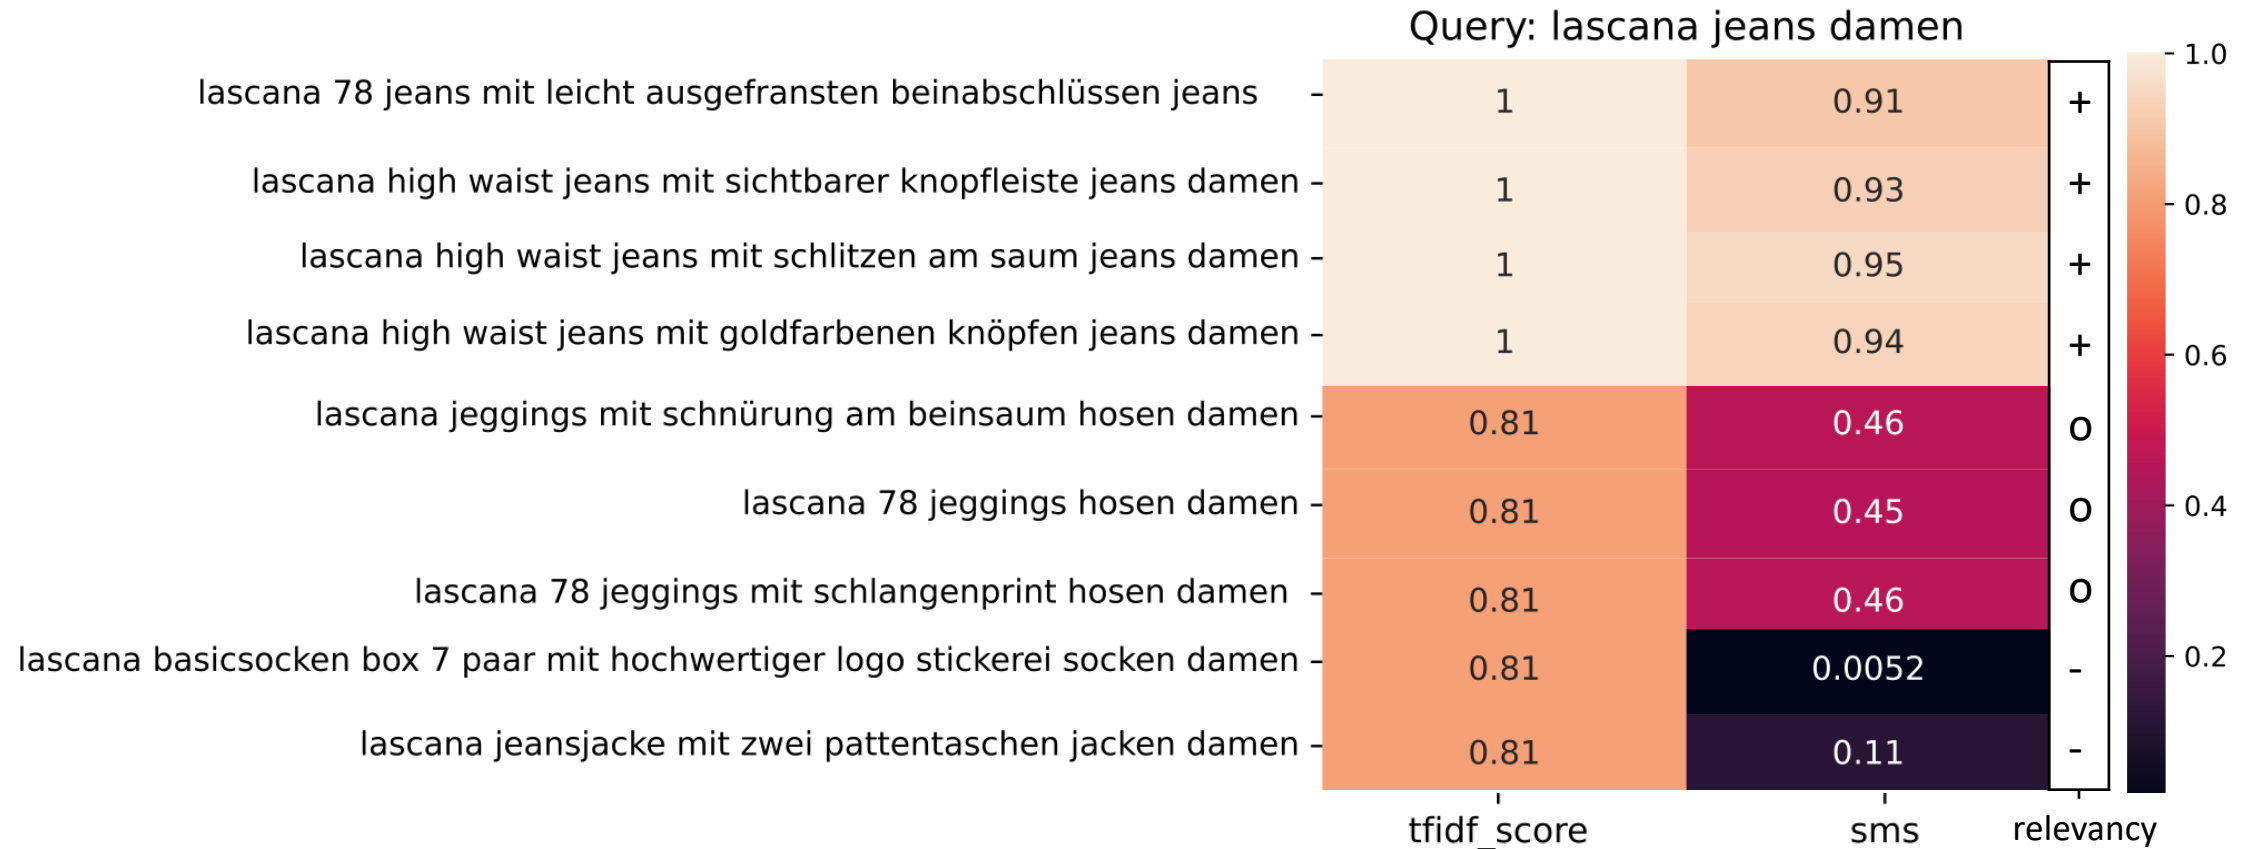 Query: lascana jeans damen
lascana 78 jeans mit leicht ausgefransten beinabschlüssen jeans 1 0.91 +
lascana high waist jeans mit sichtbarer knopfleiste jeans damen 1 0.93 +
lascana high waist jeans mit schlitzen am saum jeans damen 1 0.95 +
lascana high waist jeans mit goldfarbenen knöpfen jeans damen 1 0.94 +
lascana jeggings mit schnürung am beinsaum hosen damen 0.81 0.46 o
lascana 78 jeggings hosen damen 0.81 0.45 o
lascana 78 jeggings mit schlangenprint hosen damen 0.81 0.46 o
lascana basicsocken box 7 paar mit hochwertiger logo stickerei socken damen 0.81 0.0052 -
lascana jeansjacke mit zwei pattentaschen jacken damen 0.81 0.11 -
tfidf_score sms relevancy
1.0
0.8
0.6
0.4
0.2